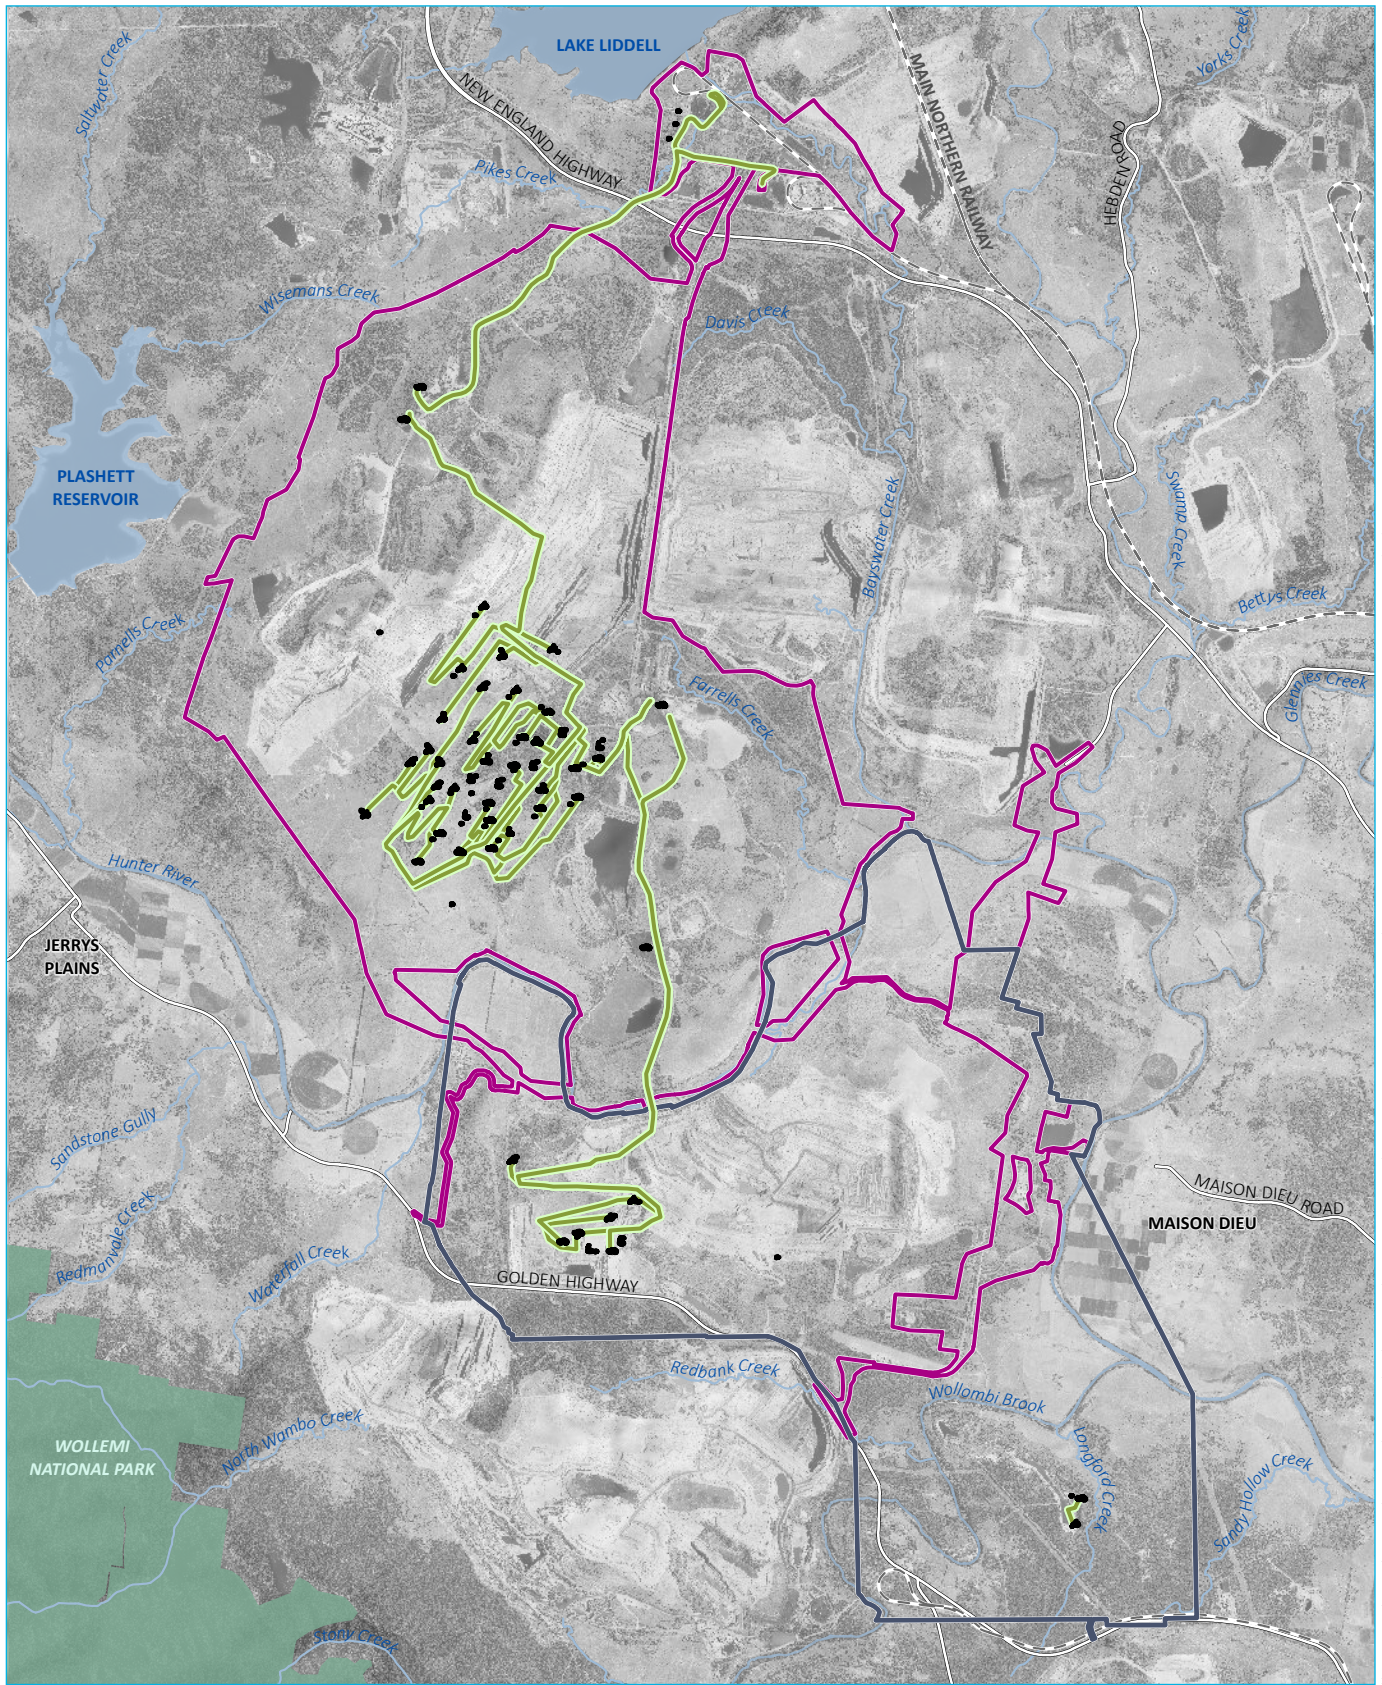 LAKE LIDDELL
Saltwater Creek
NEW ENGLAND HIGHWAY
MAIN NORTHERN RAILWAY
Yorks Creek
HEBDEN ROAD
Pikes Creek
Wisemans Creek
Davis Creek
PLASHETT
RESERVOIR
Bayswater Creek
Swamp Creek
Bettys Creek
Parnells Creek
Farrells Creek
Glennies Creek
Hunter River
JERRYS
PLAINS
Sandstone Gully
Redmanvale Creek
MAISON DIEU ROAD
MAISON DIEU
Waterfall Creek
GOLDEN HIGHWAY
Redbank Creek
Wollombi Brook
North Wambo Creek
WOLLEMI
NATIONAL PARK
Longford Creek
Sandy Hollow Creek
Stony Creek